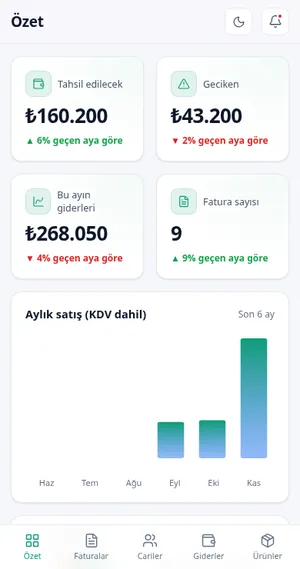 Özet
Tahsil edilecek
₺160.200
▲ 6% geçen aya göre
Geciken
₺43.200
▼ 2% geçen aya göre
Bu ayın
giderleri
₺268.050
▼ 4% geçen aya göre
Fatura sayısı
9
▲ 9% geçen aya göre
Aylık satış (KDV dahil)
Son 6 ay
Haz Tem Ağu Eyl Eki Kas
Özet Faturalar Cariler Giderler Ürünler